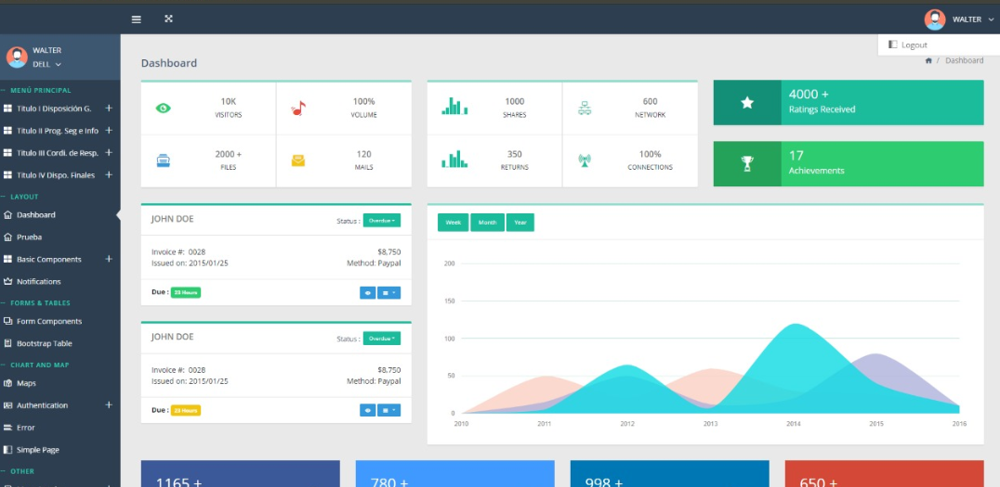 WALTER
Logout
WALTER
DELL
MENÚ PRINCIPAL
Titulo I Disposición G.
Titulo II Prog. Seg e Info
Titulo III Cordi. de Resp.
Titulo IV Dispo. Finales
LAYOUT
Dashboard
Prueba
Basic Components
Notifications
FORMS & TABLES
Form Components
Bootstrap Table
CHART AND MAP
Maps
Authentication
Error
Simple Page
OTHER
Dashboard
/ Dashboard
10K
VISITORS
100%
VOLUME
2000 +
FILES
120
MAILS
1000
SHARES
600
NETWORK
350
RETURNS
100%
CONNECTIONS
4000 +
Ratings Received
17
Achievements
JOHN DOE
Status : Overdue
Invoice #: 0028
$8,750
Issued on: 2015/01/25
Method: Paypal
Due : 23 Hours
JOHN DOE
Status : Overdue
Invoice #: 0028
$8,750
Issued on: 2015/01/25
Method: Paypal
Due : 23 Hours
Week Month Year
200
150
100
50
0
2010 2011 2012 2013 2014 2015 2016
1165 +
780 +
998 +
650 +